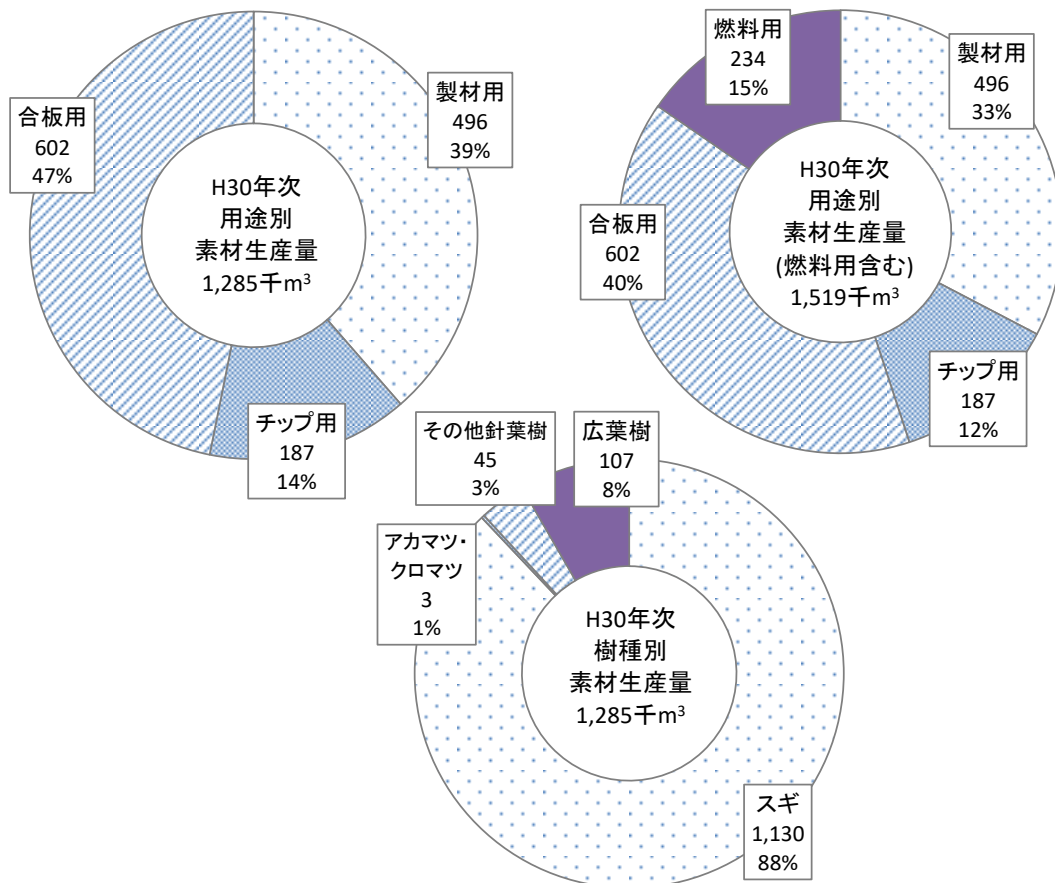 合板用
602
47%
製材用
496
39%
H30年次
用途別
素材生産量
1,285千m³
チップ用
187
14%
燃料用
234
15%
製材用
496
33%
合板用
602
40%
H30年次
用途別
素材生産量
(燃料用含む)
1,519千m³
チップ用
187
12%
その他針葉樹
45
3%
広葉樹
107
8%
アカマツ・
クロマツ
3
1%
H30年次
樹種別
素材生産量
1,285千m³
スギ
1,130
88%